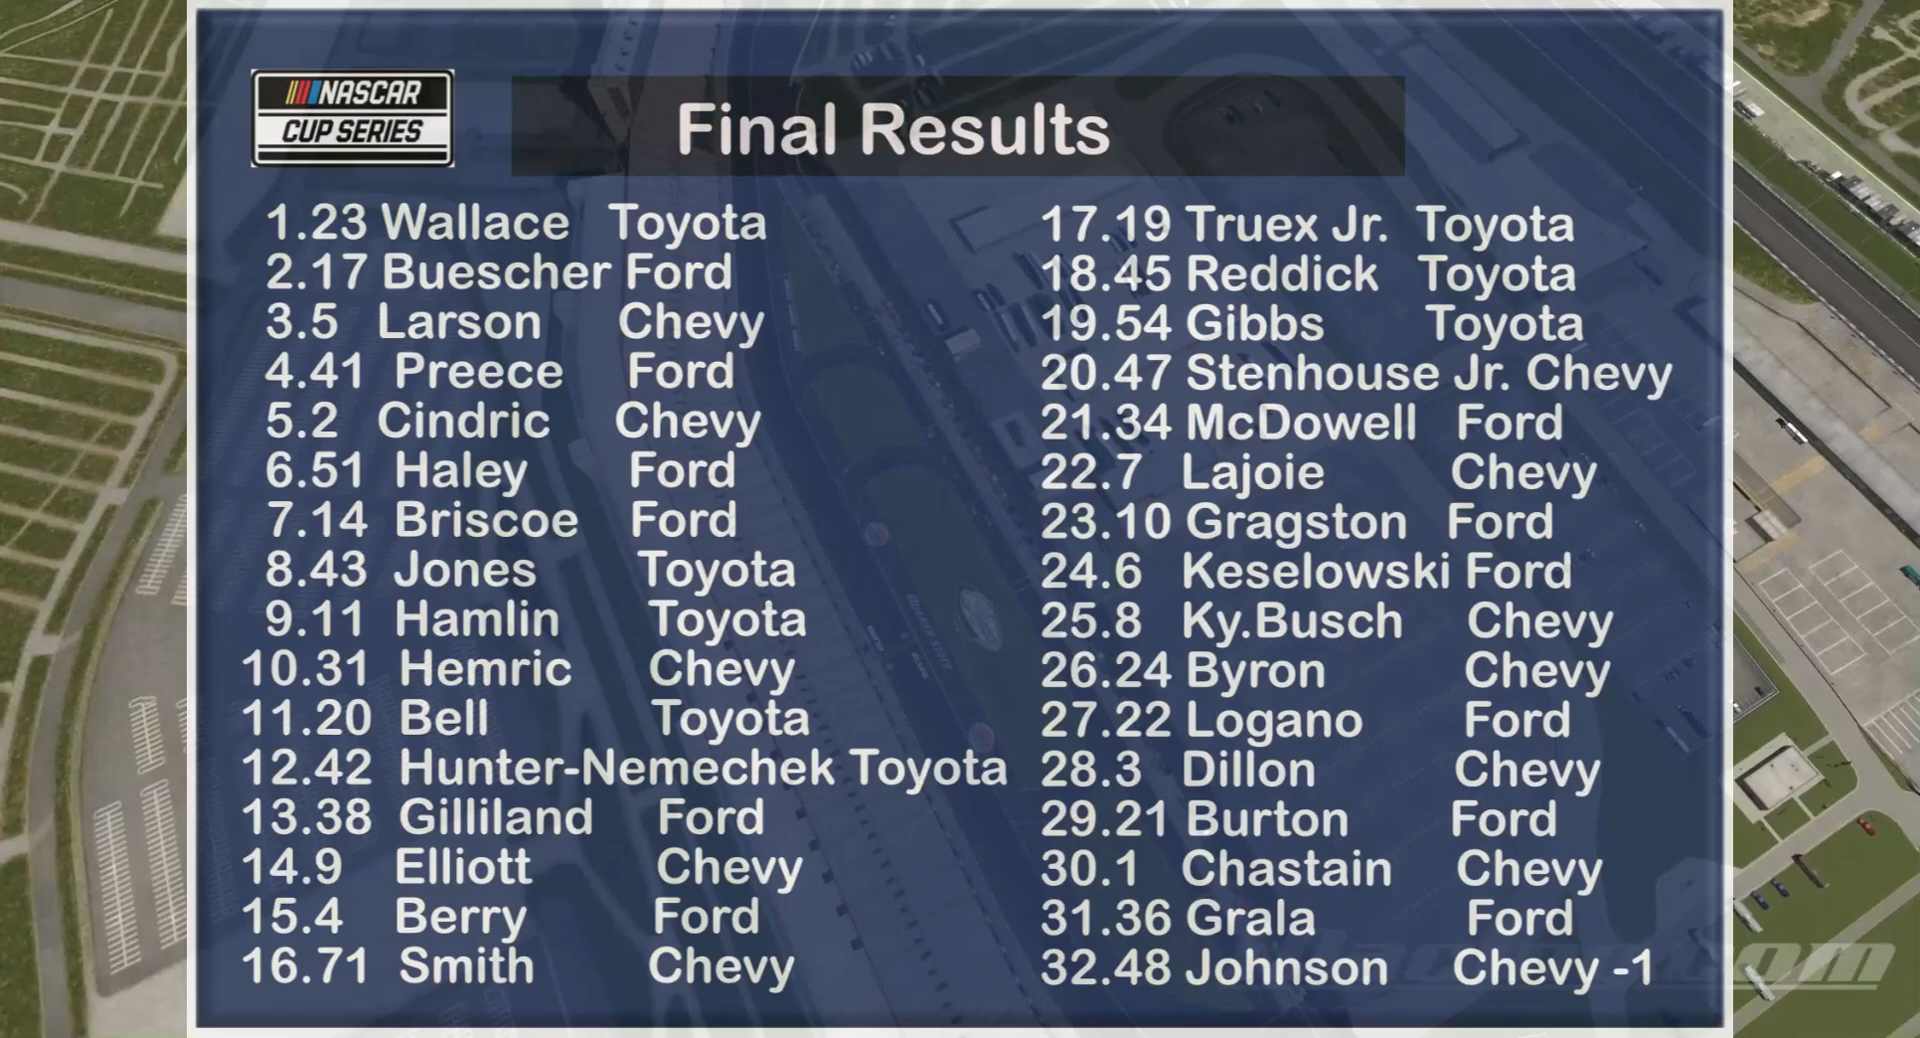 NASCAR
CUP SERIES
Final Results
1.23 Wallace Toyota
2.17 Buescher Ford
3.5 Larson Chevy
4.41 Preece Ford
5.2 Cindric Chevy
6.51 Haley Ford
7.14 Briscoe Ford
8.43 Jones Toyota
9.11 Hamlin Toyota
10.31 Hemric Chevy
11.20 Bell Toyota
12.42 Hunter-Nemechek Toyota
13.38 Gilliland Ford
14.9 Elliott Chevy
15.4 Berry Ford
16.71 Smith Chevy
17.19 Truex Jr. Toyota
18.45 Reddick Toyota
19.54 Gibbs Toyota
20.47 Stenhouse Jr. Chevy
21.34 McDowell Ford
22.7 Lajoie Chevy
23.10 Gragston Ford
24.6 Keselowski Ford
25.8 Ky.Busch Chevy
26.24 Byron Chevy
27.22 Logano Ford
28.3 Dillon Chevy
29.21 Burton Ford
30.1 Chastain Chevy
31.36 Grala Ford
32.48 Johnson Chevy -1